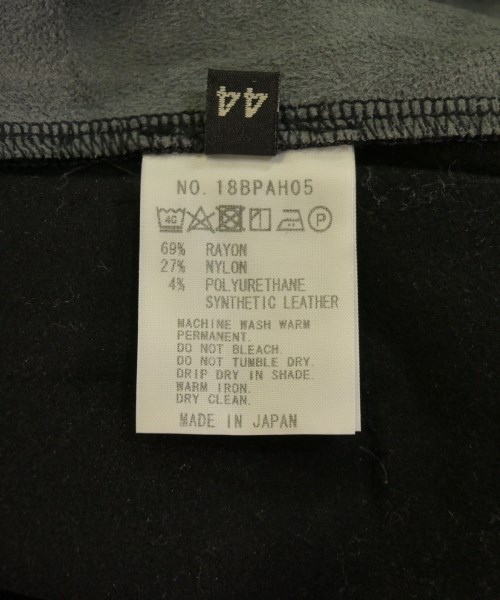 44
NO. 18BPAH05
40 P
69% RAYON
27% NYLON
4% POLYURETHANE
SYNTHETIC LEATHER
MACHINE WASH WARM
PERMANENT.
DO NOT BLEACH.
DO NOT TUMBLE DRY.
DRIP DRY IN SHADE.
WARM IRON.
DRY CLEAN.
MADE IN JAPAN